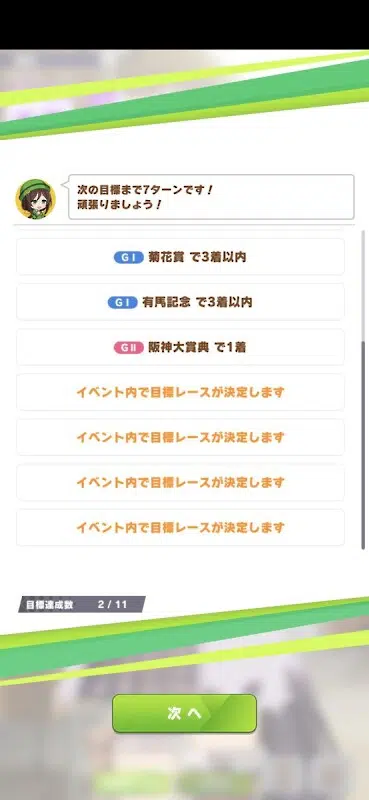 次の目標まで7ターンです！
頑張りましょう！
GⅠ 菊花賞 で3着以内
GⅠ 有馬記念 で3着以内
GⅡ 阪神大賞典 で1着
イベント内で目標レースが決定します
イベント内で目標レースが決定します
イベント内で目標レースが決定します
イベント内で目標レースが決定します
目標達成数 2 / 11
次へ